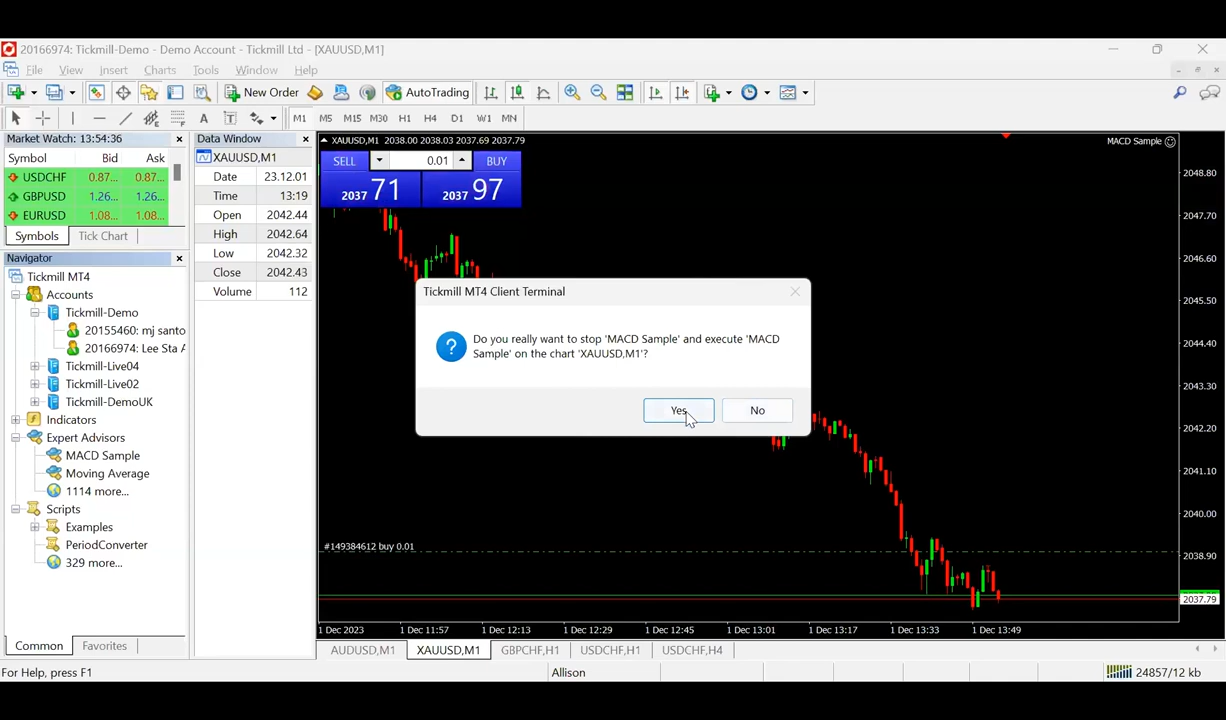 20166974: Tickmill-Demo - Demo Account - Tickmill Ltd - [XAUUSD,M1]
File View Insert Charts Tools Window Help
New Order AutoTrading
A T M1 M5 M15 M30 H1 H4 D1 W1 MN
Market Watch: 13:54:36
Symbol Bid Ask
USDCHF 0.87... 0.87...
GBPUSD 1.26... 1.26...
EURUSD 1.08... 1.08...
Symbols Tick Chart
Navigator
Tickmill MT4
Accounts
Tickmill-Demo
20155460: mj santo
20166974: Lee Sta A
Tickmill-Live04
Tickmill-Live02
Tickmill-DemoUK
Indicators
Expert Advisors
MACD Sample
Moving Average
1114 more...
Scripts
Examples
PeriodConverter
329 more...
Common Favorites
Data Window
XAUUSD,M1
Date 23.12.01
Time 13:19
Open 2042.44
High 2042.64
Low 2042.32
Close 2042.43
Volume 112
XAUUSD,M1 2038.00 2038.03 2037.69 2037.79
MACD Sample
SELL 0.01 BUY
2037 71 2037 97
Tickmill MT4 Client Terminal
Do you really want to stop 'MACD Sample' and execute 'MACD
Sample' on the chart 'XAUUSD,M1'?
Yes No
#149384612 buy 0.01
2048.80
2047.70
2046.60
2045.50
2044.40
2043.30
2042.20
2041.10
2040.00
2038.90
2037.79
1 Dec 2023 1 Dec 11:57 1 Dec 12:13 1 Dec 12:29 1 Dec 12:45 1 Dec 13:01 1 Dec 13:17 1 Dec 13:33 1 Dec 13:49
AUDUSD,M1 XAUUSD,M1 GBPCHF,H1 USDCHF,H1 USDCHF,H4
For Help, press F1 Allison 24857/12 kb